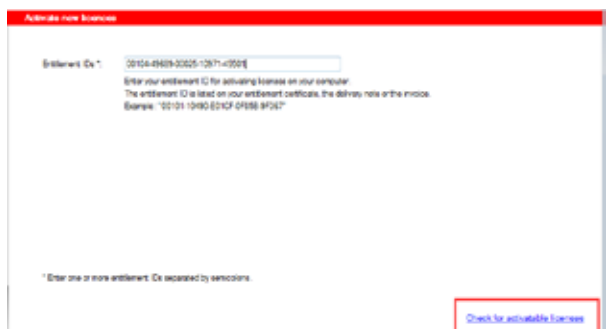 Activate new licences
Entitlement IDs *:
Enter your entitlement ID for activating licenses on your computer.
The entitlement ID is listed on your entitlement certificate, the delivery note or the invoice.
Example:
* Enter one or more entitlement IDs separated by semicolons.
Check for activatable licenses